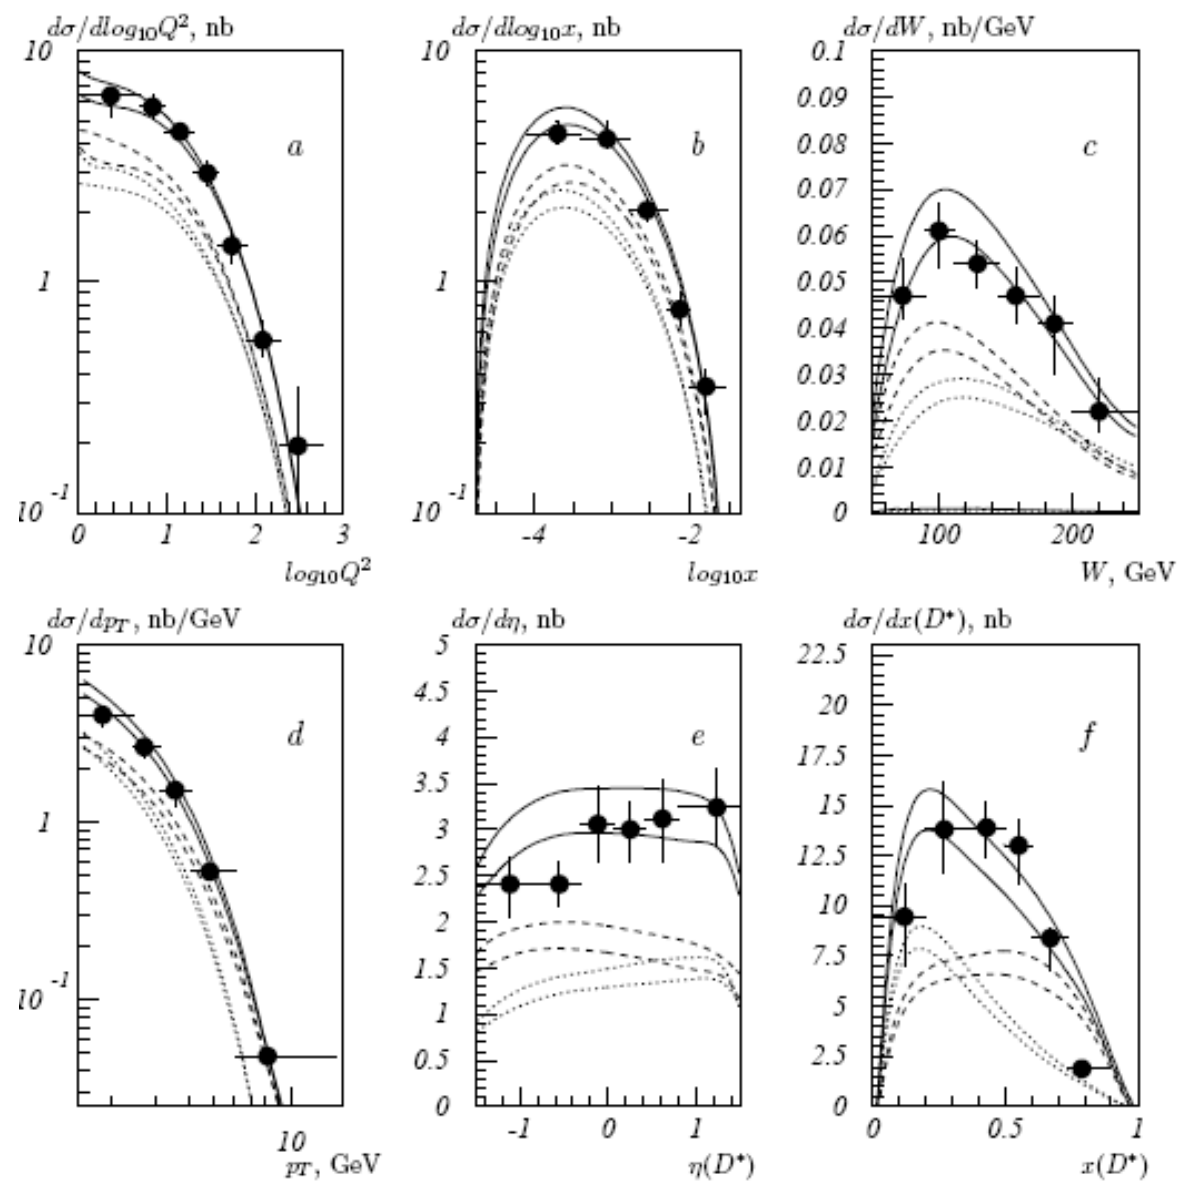 dσ/dlog₁₀Q², nb
dσ/dlog₁₀x, nb
dσ/dW, nb/GeV
10
1
10⁻¹
a
0 1 2 3
log₁₀Q²
10
1
10⁻¹
b
-4 -2
log₁₀x
0.1
0.09
0.08
0.07
0.06
0.05
0.04
0.03
0.02
0.01
0
c
100 200
W, GeV
dσ/dp_T, nb/GeV
dσ/dη, nb
dσ/dx(D*), nb
10
1
10⁻¹
d
10
p_T, GeV
5
4.5
4
3.5
3
2.5
2
1.5
1
0.5
0
e
-1 0 1
η(D*)
22.5
20
17.5
15
12.5
10
7.5
5
2.5
0
f
0 0.5 1
x(D*)